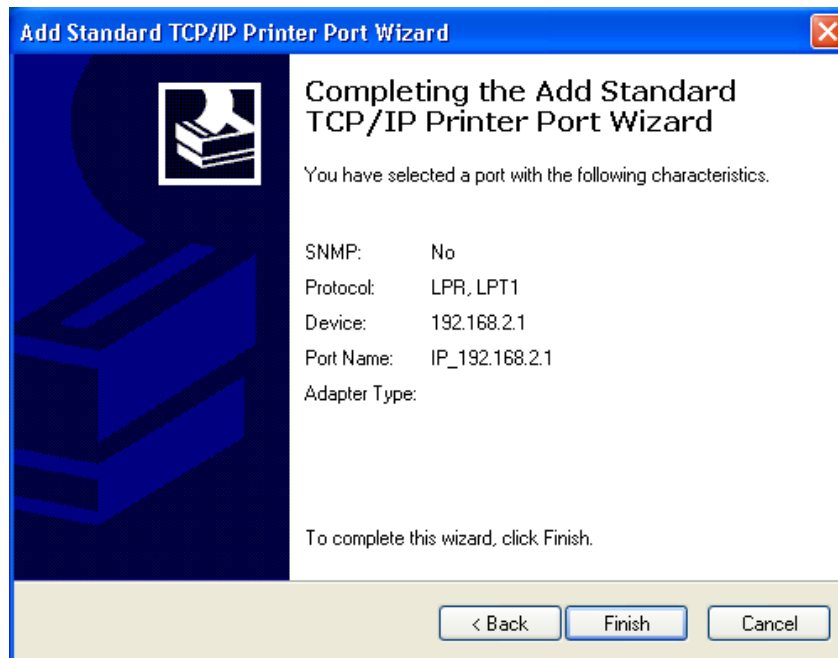 Add Standard TCP/IP Printer Port Wizard
Completing the Add Standard
TCP/IP Printer Port Wizard
You have selected a port with the following characteristics.
SNMP: No
Protocol: LPR, LPT1
Device: 192.168.2.1
Port Name: IP_192.168.2.1
Adapter Type:
To complete this wizard, click Finish.
< Back Finish Cancel